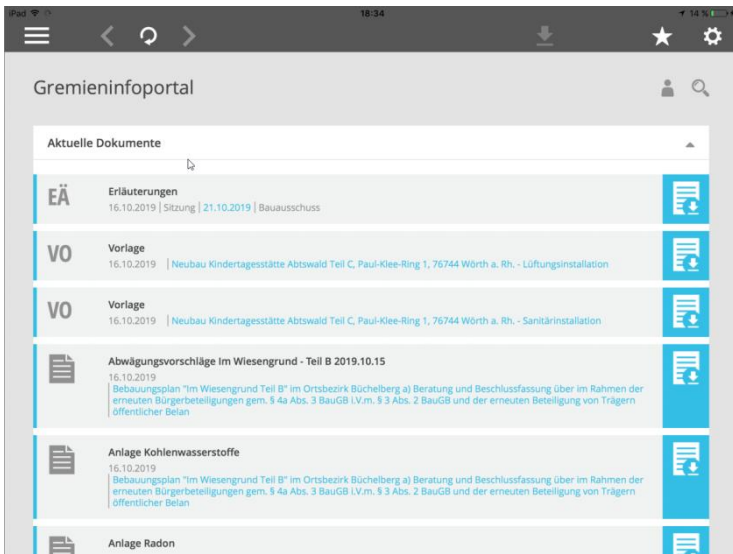 iPad
18:34
14 %
Gremieninfoportal
Aktuelle Dokumente
EÄ
Erläuterungen
16.10.2019 | Sitzung | 21.10.2019 | Bauausschuss
VO
Vorlage
16.10.2019 | Neubau Kindertagesstätte Abtswald Teil C, Paul-Klee-Ring 1, 76744 Wörth a. Rh. - Lüftungsinstallation
VO
Vorlage
16.10.2019 | Neubau Kindertagesstätte Abtswald Teil C, Paul-Klee-Ring 1, 76744 Wörth a. Rh. - Sanitärinstallation
Abwägungsvorschläge Im Wiesengrund - Teil B 2019.10.15
16.10.2019
Bebauungsplan "Im Wiesengrund Teil B" im Ortsbezirk Büchelberg a) Beratung und Beschlussfassung über im Rahmen der
erneuten Bürgerbeteiligungen gem. § 4a Abs. 3 BauGB i.V.m. § 3 Abs. 2 BauGB und der erneuten Beteiligung von Trägern
öffentlicher Belan
Anlage Kohlenwasserstoffe
16.10.2019
Bebauungsplan "Im Wiesengrund Teil B" im Ortsbezirk Büchelberg a) Beratung und Beschlussfassung über im Rahmen der
erneuten Bürgerbeteiligungen gem. § 4a Abs. 3 BauGB i.V.m. § 3 Abs. 2 BauGB und der erneuten Beteiligung von Trägern
öffentlicher Belan
Anlage Radon